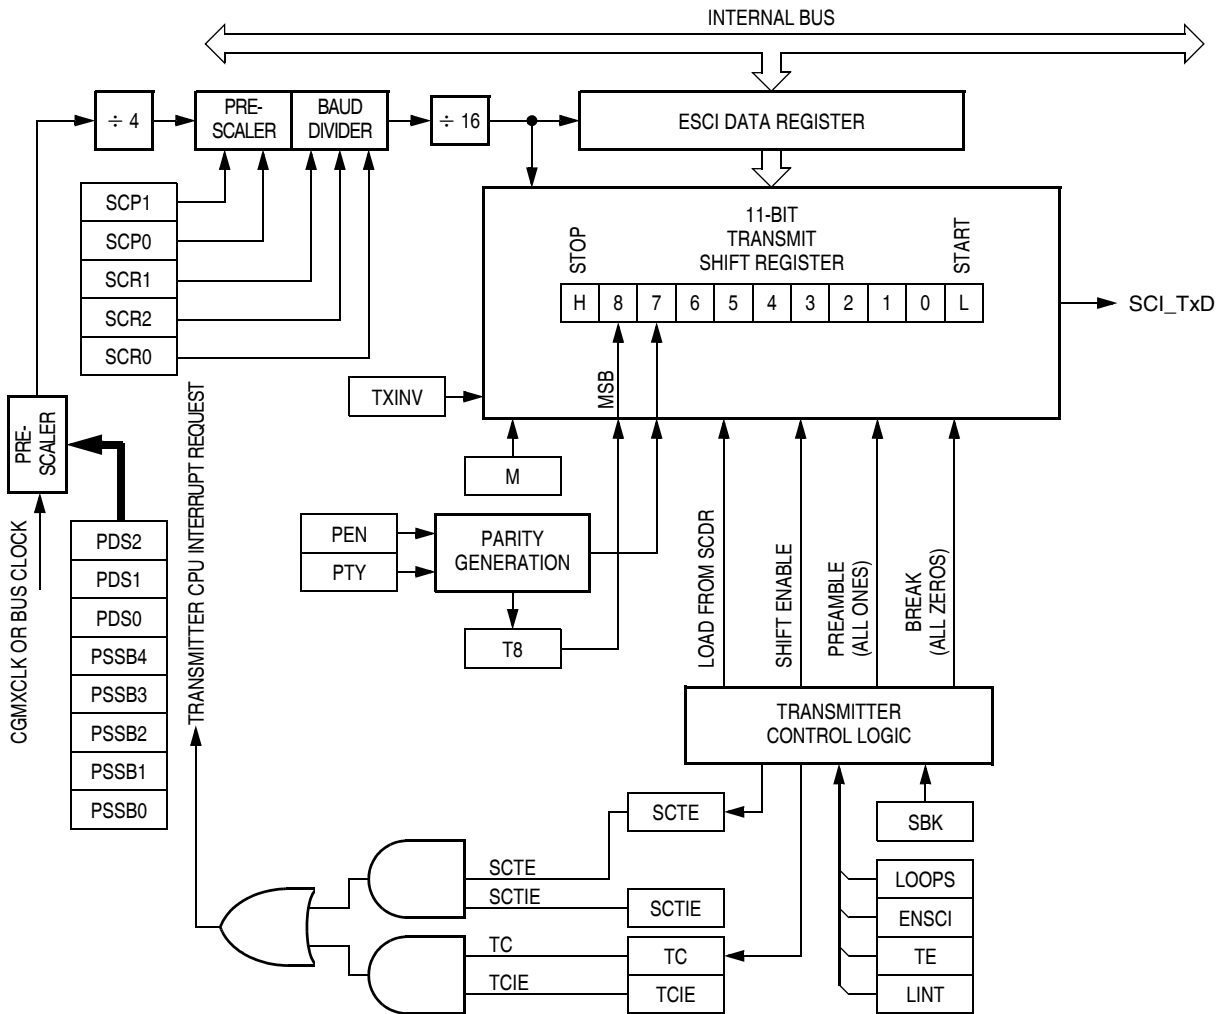 INTERNAL BUS
÷ 4
PRE-
SCALER
BAUD
DIVIDER
÷ 16
ESCI DATA REGISTER
SCP1
SCP0
SCR1
SCR2
SCR0
11-BIT
TRANSMIT
SHIFT REGISTER
STOP
START
H 8 7 6 5 4 3 2 1 0 L
SCI_TxD
TXINV
MSB
M
PRE-
SCALER
CGMXCLK OR BUS CLOCK
TRANSMITTER CPU INTERRUPT REQUEST
PDS2
PDS1
PDS0
PSSB4
PSSB3
PSSB2
PSSB1
PSSB0
PEN
PTY
PARITY
GENERATION
T8
LOAD FROM SCDR
SHIFT ENABLE
PREAMBLE
(ALL ONES)
BREAK
(ALL ZEROS)
TRANSMITTER
CONTROL LOGIC
SCTE
SBK
SCTE
SCTIE
SCTIE
TC
TC
TCIE
TCIE
LOOPS
ENSCI
TE
LINT